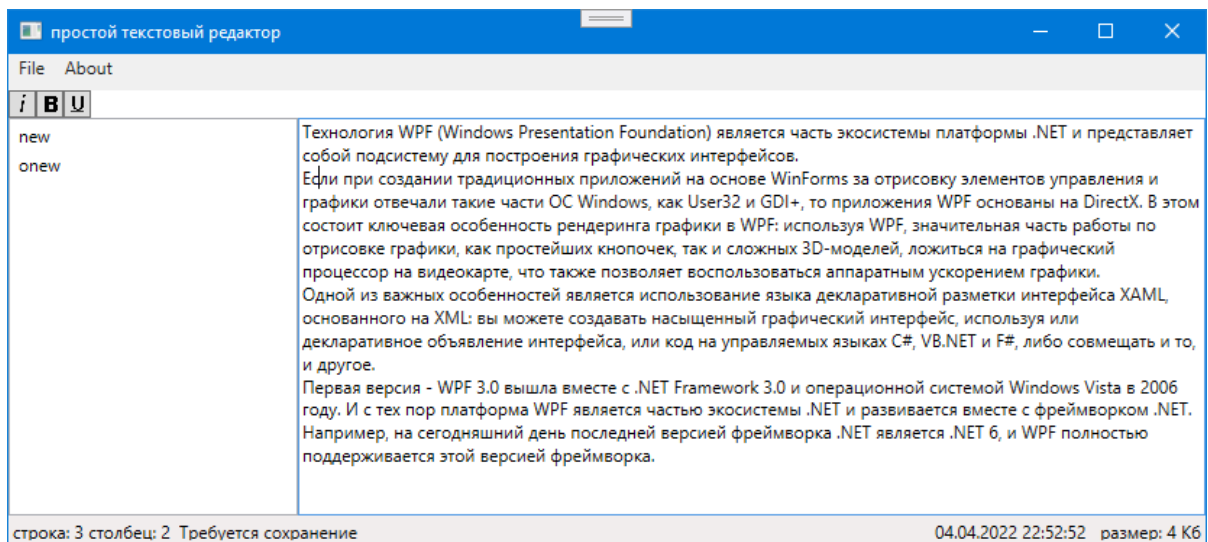 простой текстовый редактор
File About
i B U
new
onew
Технология WPF (Windows Presentation Foundation) является часть экосистемы платформы .NET и представляет
собой подсистему для построения графических интерфейсов.
Если при создании традиционных приложений на основе WinForms за отрисовку элементов управления и
графики отвечали такие части ОС Windows, как User32 и GDI+, то приложения WPF основаны на DirectX. В этом
состоит ключевая особенность рендеринга графики в WPF: используя WPF, значительная часть работы по
отрисовке графики, как простейших кнопочек, так и сложных 3D-моделей, ложиться на графический
процессор на видеокарте, что также позволяет воспользоваться аппаратным ускорением графики.
Одной из важных особенностей является использование языка декларативной разметки интерфейса XAML,
основанного на XML: вы можете создавать насыщенный графический интерфейс, используя или
декларативное объявление интерфейса, или код на управляемых языках C#, VB.NET и F#, либо совмещать и то,
и другое.
Первая версия - WPF 3.0 вышла вместе с .NET Framework 3.0 и операционной системой Windows Vista в 2006
году. И с тех пор платформа WPF является частью экосистемы .NET и развивается вместе с фреймворком .NET.
Например, на сегодняшний день последней версией фреймворка .NET является .NET 6, и WPF полностью
поддерживается этой версией фреймворка.
строка: 3 столбец: 2 Требуется сохранение 04.04.2022 22:52:52 размер: 4 Кб